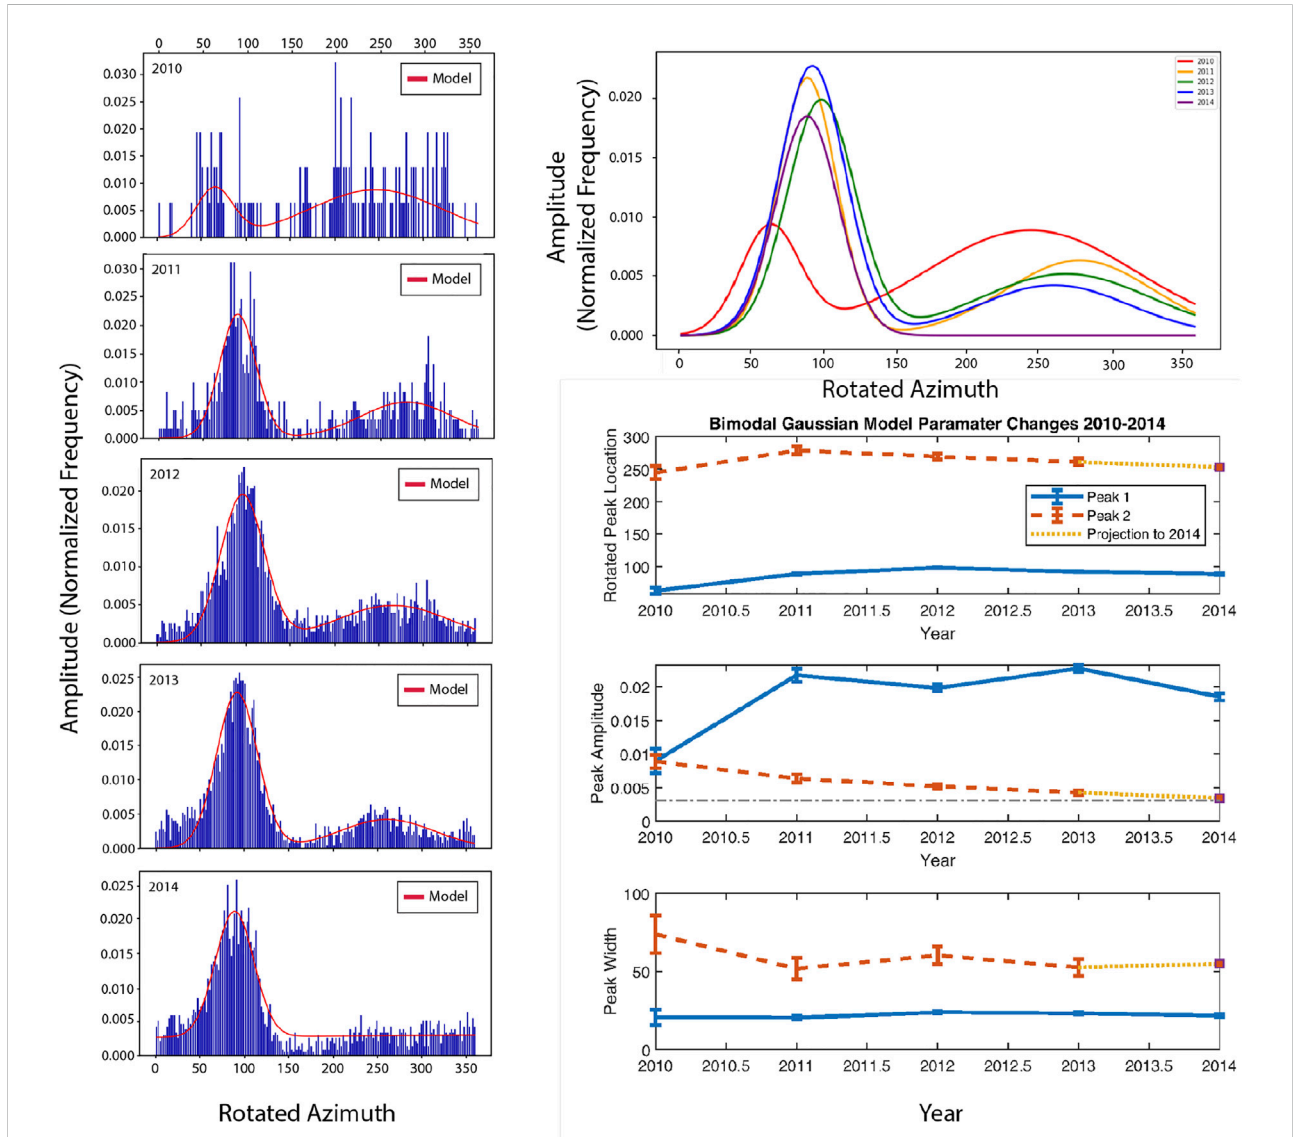 0 50 100 150 200 250 300 350
2010
Model
0.030
0.025
0.020
0.015
0.010
0.005
0.000
2011
Model
0.030
0.025
0.020
0.015
0.010
0.005
0.000
2012
Model
0.020
0.015
0.010
0.005
0.000
2013
Model
0.025
0.020
0.015
0.010
0.005
0.000
2014
Model
0.025
0.020
0.015
0.010
0.005
0.000
0 50 100 150 200 250 300 350
Amplitude (Normalized Frequency)
Rotated Azimuth
Amplitude
(Normalized Frequency)
0.020
0.015
0.010
0.005
0.000
2010
2011
2012
2013
2014
0 50 100 150 200 250 300 350
Rotated Azimuth
Bimodal Gaussian Model Paramater Changes 2010-2014
Rotated Peak Location
300
250
200
150
100
Peak 1
Peak 2
Projection to 2014
2010 2010.5 2011 2011.5 2012 2012.5 2013 2013.5 2014
Year
Peak Amplitude
0.02
0.015
0.01
0.005
0
2010 2010.5 2011 2011.5 2012 2012.5 2013 2013.5 2014
Year
Peak Width
100
50
0
2010 2010.5 2011 2011.5 2012 2012.5 2013 2013.5 2014
Year